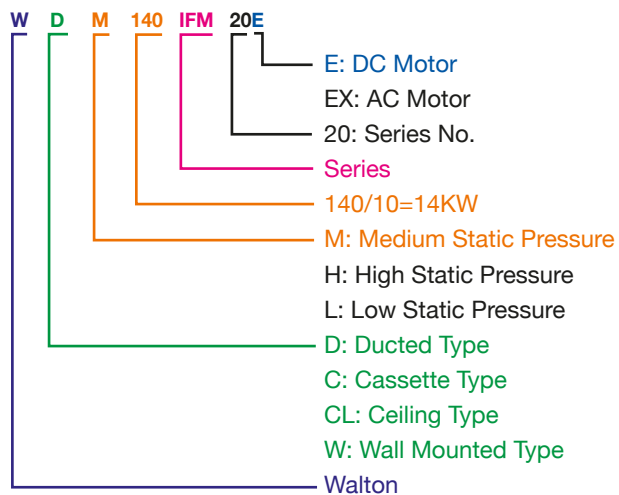 W D M 140 IFM 20E
E: DC Motor
EX: AC Motor
20: Series No.
Series
140/10=14KW
M: Medium Static Pressure
H: High Static Pressure
L: Low Static Pressure
D: Ducted Type
C: Cassette Type
CL: Ceiling Type
W: Wall Mounted Type
Walton